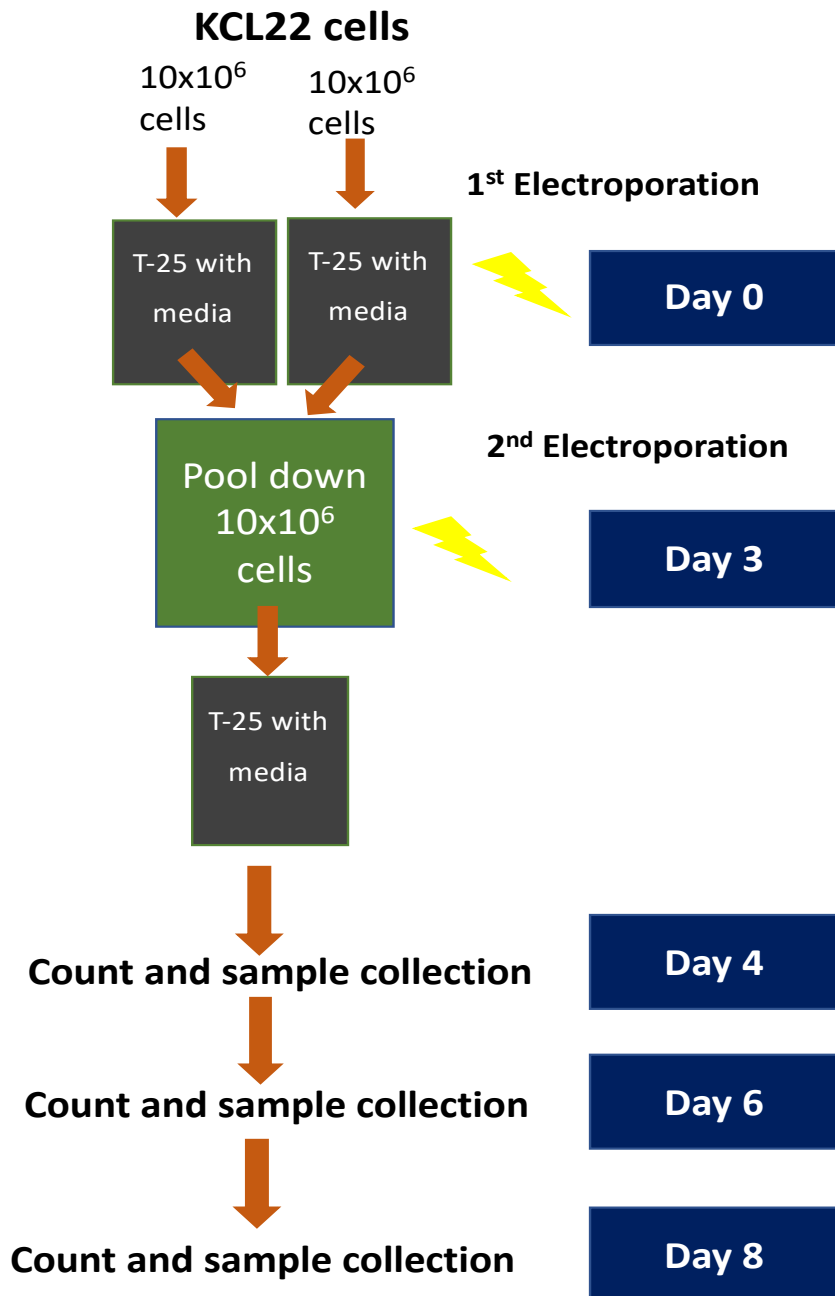 KCL22 cells
10x10⁶
cells
10x10⁶
cells
1st Electroporation
T-25 with
media
T-25 with
media
Day 0
2nd Electroporation
Pool down
10x10⁶
cells
Day 3
T-25 with
media
Count and sample collection
Day 4
Count and sample collection
Day 6
Count and sample collection
Day 8